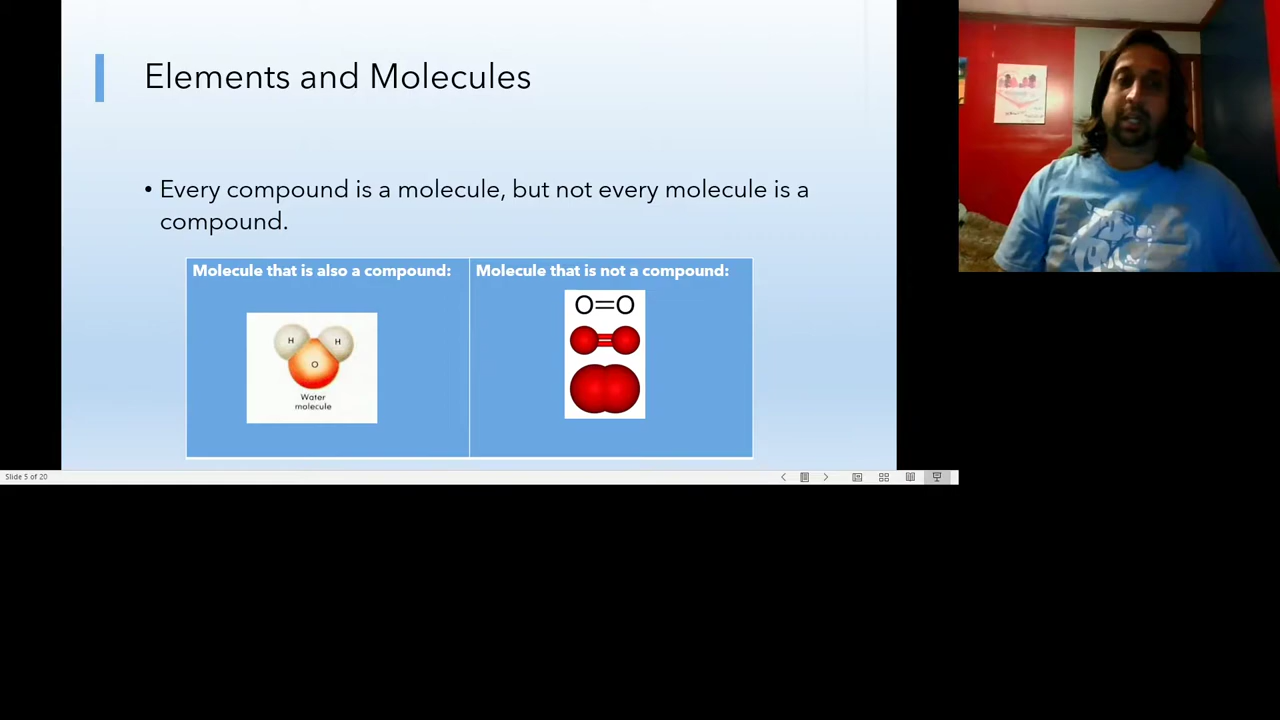 Elements and Molecules
• Every compound is a molecule, but not every molecule is a
compound.
Molecule that is also a compound:
Molecule that is not a compound:
H
H
O
Water
molecule
O=O
Slide 5 of 20